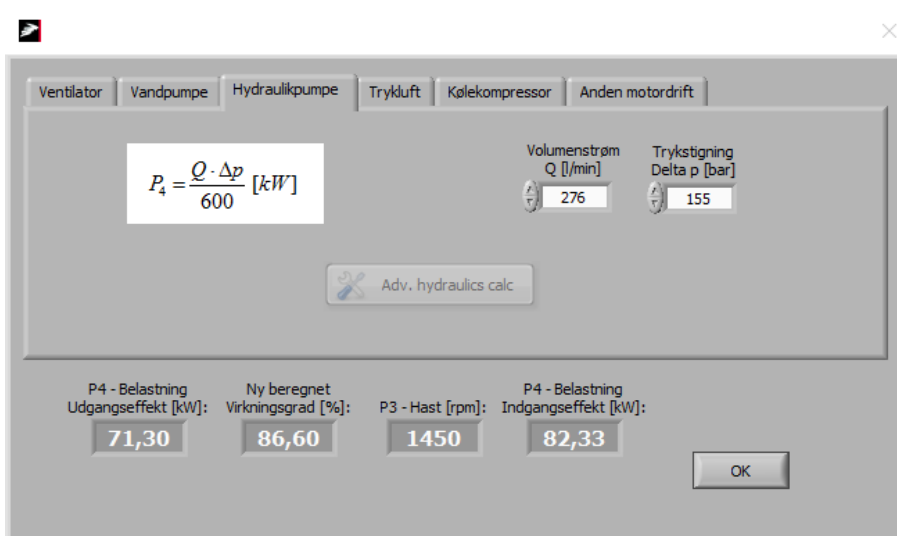 Ventilator Vandpumpe Hydraulikpumpe Trykluft Kølekompressor Anden motordrift
P₄ = Q · Δp / 600 [kW]
Volumenstrøm
Q [l/min]
276
Trykstigning
Delta p [bar]
155
Adv. hydraulics calc
P4 - Belastning
Udgangseffekt [kW]:
71,30
Ny beregnet
Virkningsgrad [%]:
86,60
P3 - Hast [rpm]:
1450
P4 - Belastning
Indgangseffekt [kW]:
82,33
OK